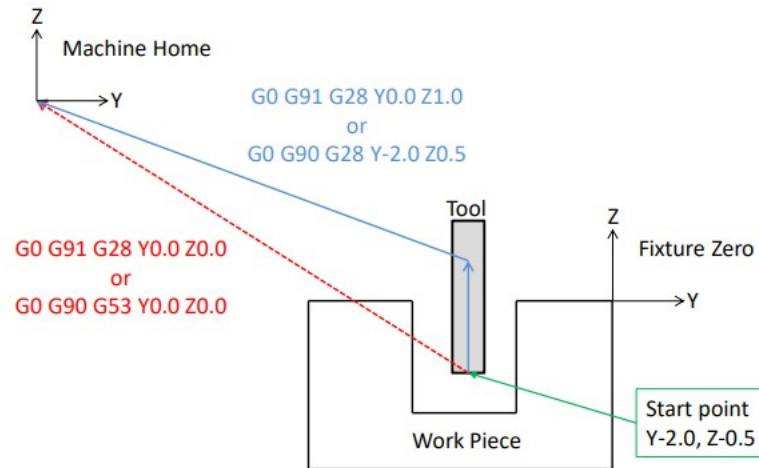 Z
Machine Home
Y
G0 G91 G28 Y0.0 Z1.0
or
G0 G90 G28 Y-2.0 Z0.5
Tool
Z
G0 G91 G28 Y0.0 Z0.0
or
G0 G90 G53 Y0.0 Z0.0
Fixture Zero
Y
Start point
Y-2.0, Z-0.5
Work Piece